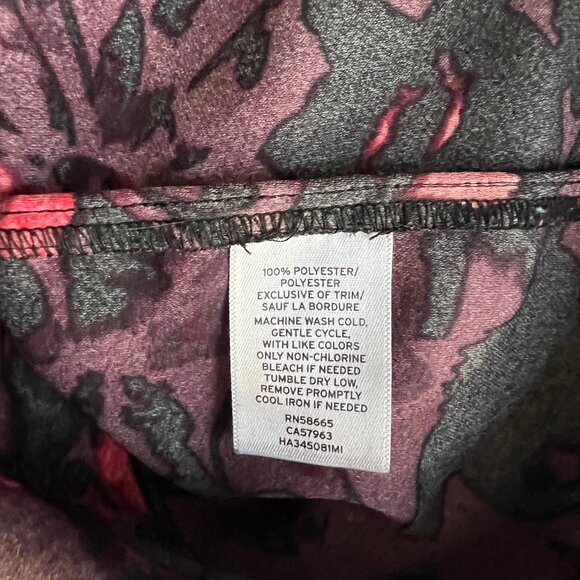 100% POLYESTER/
POLYESTER
EXCLUSIVE OF TRIM/
SAUF LA BORDURE
MACHINE WASH COLD,
GENTLE CYCLE,
WITH LIKE COLORS
ONLY NON-CHLORINE
BLEACH IF NEEDED
TUMBLE DRY LOW,
REMOVE PROMPTLY
COOL IRON IF NEEDED
RN58665
CA57963
HA345081MI